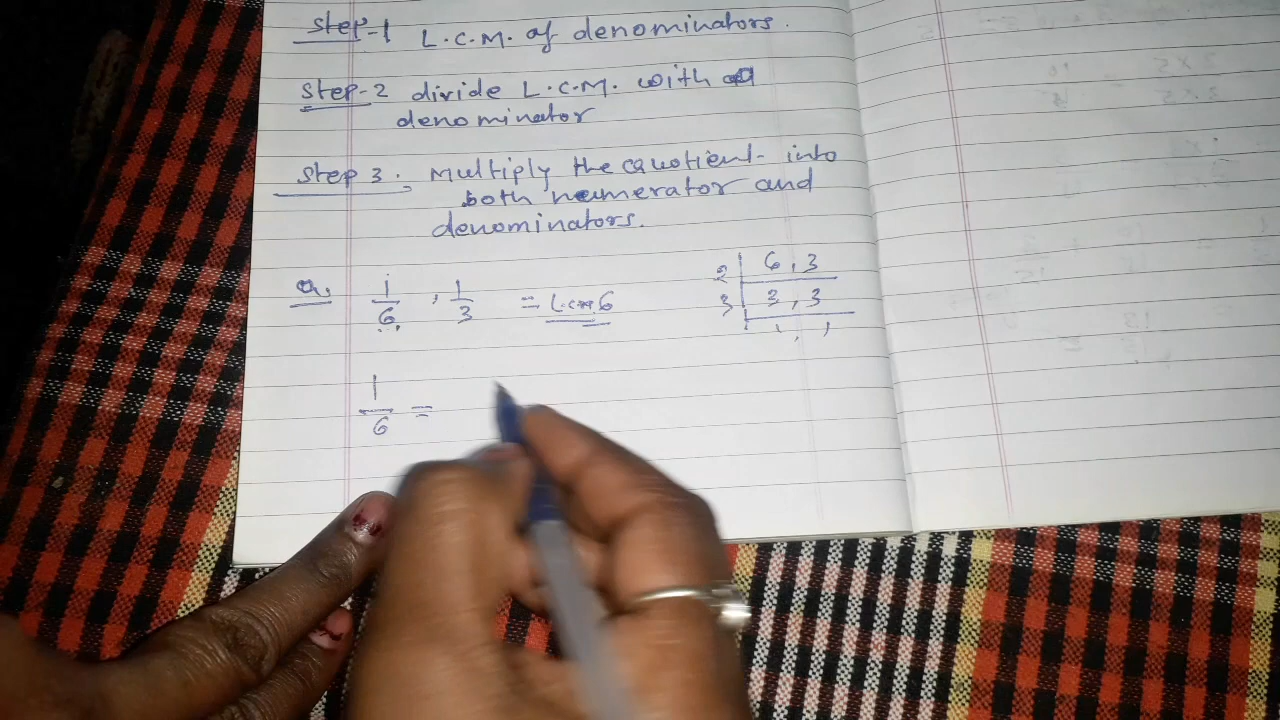 Step-1 L.C.M. of denominators.
Step-2 divide L.C.M. with
denominator
Step 3. Multiply the into
both numerator and
denominators.
Q. 1/6 , 1/3 = L.C.M. 6
2 | 6, 3
3 | 3, 3
1, 1
1/6 =